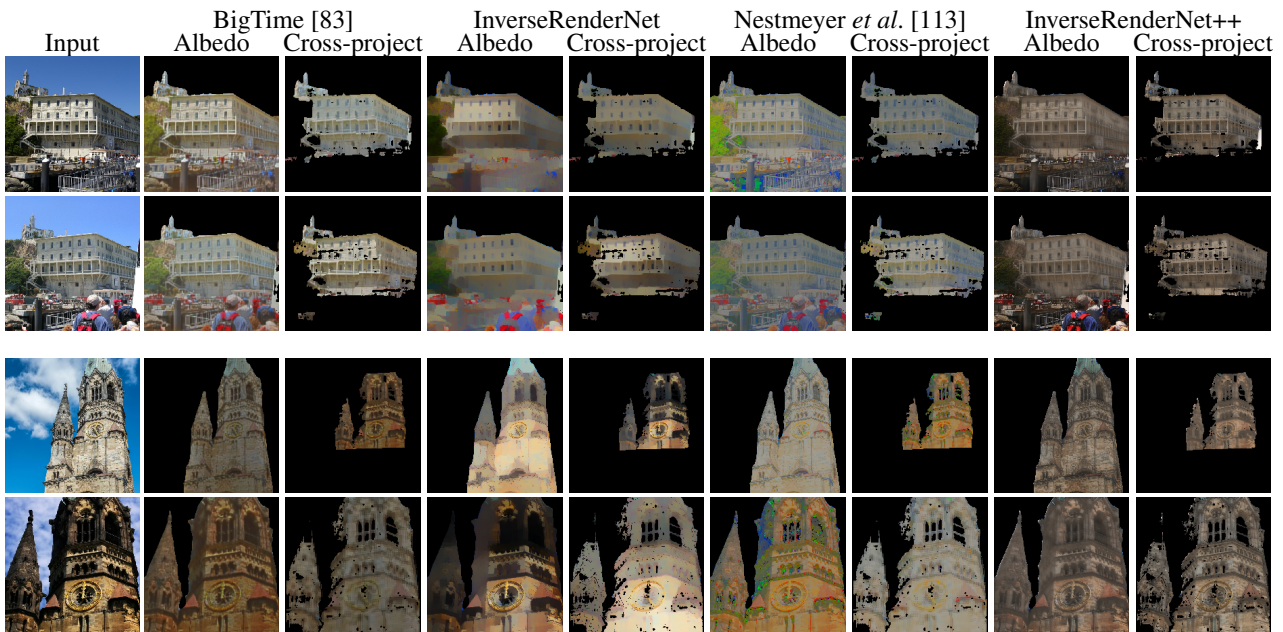 BigTime [83] InverseRenderNet Nestmeyer et al. [113] InverseRenderNet++
Input Albedo Cross-project Albedo Cross-project Albedo Cross-project Albedo Cross-project